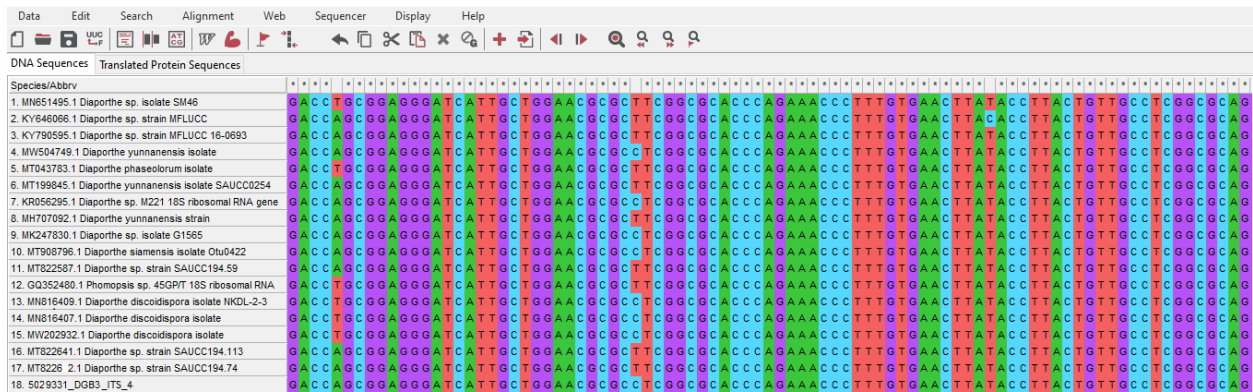 Data Edit Search Alignment Web Sequencer Display Help
UUC
AT
CG
W
DNA Sequences Translated Protein Sequences
Species/Abbrv
1. MN651495.1 Diaporthe sp. isolate SM46 G A C C T G C G G A G G G A T C A T T G C T G G A A C G C G C T T C G G C G C A C C C A G A A A C C C T T T G T G A A C T T A T A C C T T A C T G T T G C C T C G G C G C A G
2. KY646066.1 Diaporthe sp. strain MFLUCC G A C C A G C G G A G G G A T C A T T G C T G G A A C G C G C T T C G G C G C A C C C A G A A A C C C T T T G T G A A C T T A C A C C T T A C T G T T G C C T C G G C G C A G
3. KY790595.1 Diaporthe sp. strain MFLUCC 16-0693 G A C C A G C G G A G G G A T C A T T G C T G G A A C G C G C T T C G G C G C A C C C A G A A A C C C T T T G T G A A C T T A T A C C T T A C T G T T G C C T C G G C G C A G
4. MW504749.1 Diaporthe yunnanensis isolate G A C C A G C G G A G G G A T C A T T G C T G G A A C G C G C C T C G G C G C A C C C A G A A A C C C T T T G T G A A C T T A T A C C T T A C T G T T G C C T C G G C G C A G
5. MT043783.1 Diaporthe phaseolorum isolate G A C C T G C G G A G G G A T C A T T G C T G G A A C G C G C T T C G G C G C A C C C A G A A A C C C T T T G T G A A C T T A T A C C T T A C T G T T G C C T C G G C G C A G
6. MT199845.1 Diaporthe yunnanensis isolate SAUCC0254 G A C C A G C G G A G G G A T C A T T G C T G G A A C G C G C T T C G G C G C A C C C A G A A A C C C T T T G T G A A C T T A T A C C T T A C T G T T G C C T C G G C G C A G
7. KR056295.1 Diaporthe sp. M221 18S ribosomal RNA gene G A C C A G C G G A G G G A T C A T T G C T G G A A C G C G C C T C G G C G C A C C C A G A A A C C C T T T G T G A A C T T A T A C C T T A C T G T T G C C T C G G C G C A G
8. MH707092.1 Diaporthe yunnanensis strain G A C C A G C G G A G G G A T C A T T G C T G G A A C G C G C T T C G G C G C A C C C A G A A A C C C T T T G T G A A C T T A T A C C T T A C T G T T G C C T C G G C G C A G
9. MK247830.1 Diaporthe sp. isolate G1565 G A C C A G C G G A G G G A T C A T T G C T G G A A C G C G C C T C G G C G C A C C C A G A A A C C C T T T G T G A A C T T A T A C C T T A C T G T T G C C T C G G C G C A G
10. MT908796.1 Diaporthe siamensis isolate Otu0422 G A C C A G C G G A G G G A T C A T T G C T G G A A C G C G C C T C G G C G C A C C C A G A A A C C C T T T G T G A A C T T A T A C C T T A C T G T T G C C T C G G C G C A G
11. MT822587.1 Diaporthe sp. strain SAUCC194.59 G A C C A G C G G A G G G A T C A T T G C T G G A A C G C G C T T C G G C G C A C C C A G A A A C C C T T T G T G A A C T T A T A C C T T A C T G T T G C C T C G G C G C A G
12. GQ352480.1 Phomopsis sp. 45GP/T 18S ribosomal RNA G A C C T G C G G A G G G A T C A T T G C T G G A A C G C G C T T C G G C G C A C C C A G A A A C C C T T T G T G A A C T T A T A C C T T A C T G T T G C C T C G G C G C A G
13. MN816409.1 Diaporthe discoidispora isolate NKDL-2-3 G A C C T G C G G A G G G A T C A T T G C T G G A A C G C G C C T C G G C G C A C C C A G A A A C C C T T T G T G A A C T T A T A C C T T A C T G T T G C C T C G G C G C A G
14. MN816407.1 Diaporthe discoidispora isolate G A C C T G C G G A G G G A T C A T T G C T G G A A C G C G C C T C G G C G C A C C C A G A A A C C C T T T G T G A A C T T A T A C C T T A C T G T T G C C T C G G C G C A G
15. MW202932.1 Diaporthe discoidispora isolate G A C C T G C G G A G G G A T C A T T G C T G G A A C G C G C C T C G G C G C A C C C A G A A A C C C T T T G T G A A C T T A T A C C T T A C T G T T G C C T C G G C G C A G
16. MT822641.1 Diaporthe sp. strain SAUCC194.113 G A C C A G C G G A G G G A T C A T T G C T G G A A C G C G C T T C G G C G C A C C C A G A A A C C C T T T G T G A A C T T A T A C C T T A C T G T T G C C T C G G C G C A G
17. MT8226 2.1 Diaporthe sp. strain SAUCC194.74 G A C C A G C G G A G G G A T C A T T G C T G G A A C G C G C T T C G G C G C A C C C A G A A A C C C T T T G T G A A C T T A T A C C T T A C T G T T G C C T C G G C G C A G
18. 5029331_DGB3_ITS_4 G A C C A G C G G A G G G A T C A T T G C T G G A A C G C G C C T C G G C G C A C C C A G A A A C C C T T T G T G A A C T T A T A C C T T A C T G T T G C C T C G G C G C A G